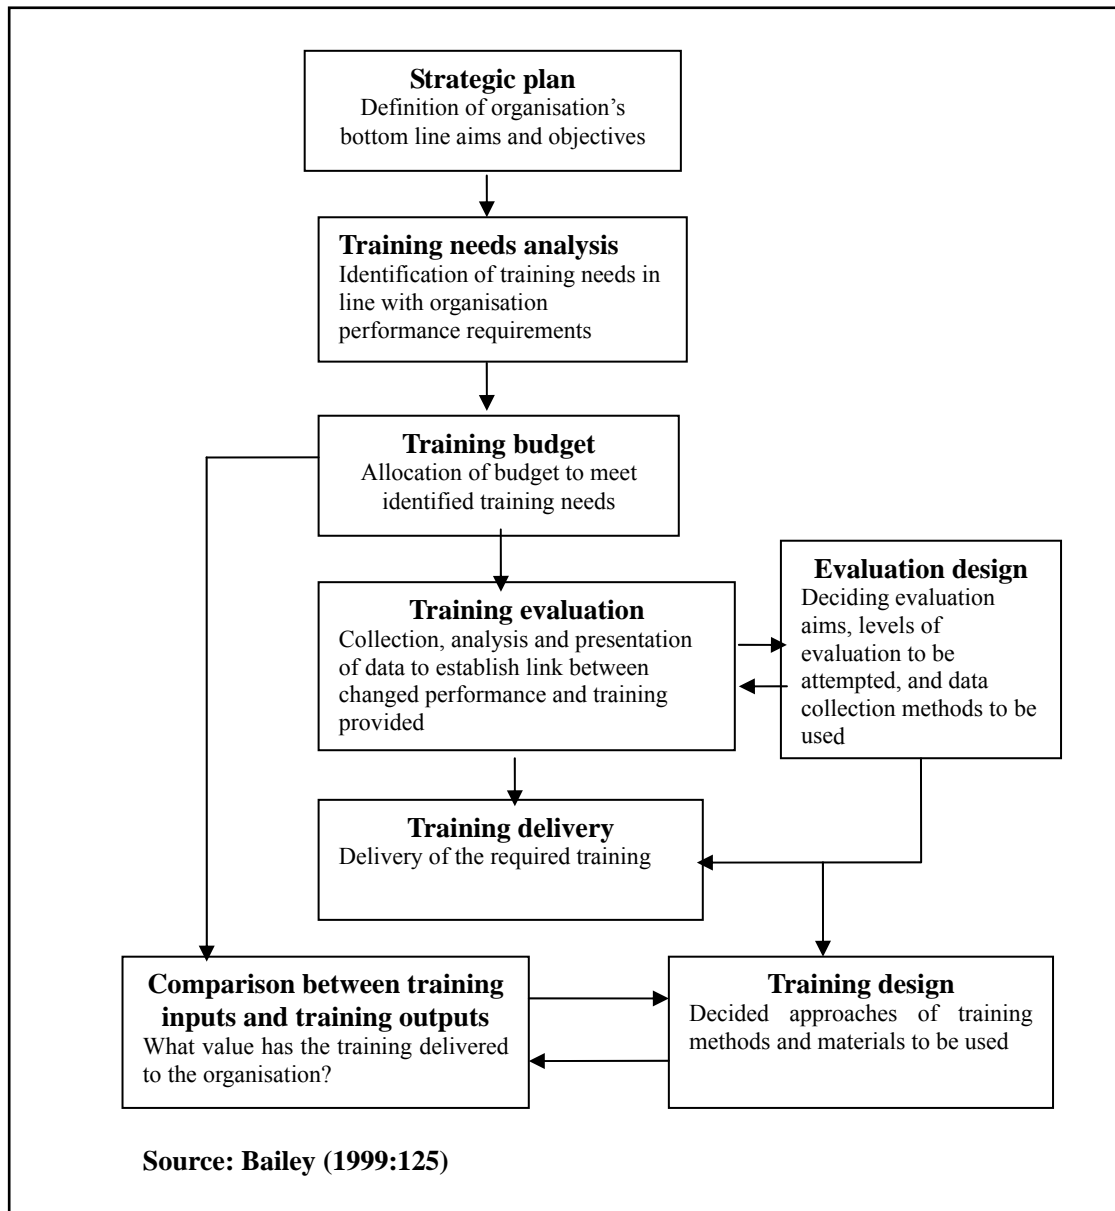 Strategic plan
Definition of organisation's
bottom line aims and objectives
Training needs analysis
Identification of training needs in
line with organisation
performance requirements
Training budget
Allocation of budget to meet
identified training needs
Training evaluation
Collection, analysis and presentation
of data to establish link between
changed performance and training
provided
Evaluation design
Deciding evaluation
aims, levels of
evaluation to be
attempted, and data
collection methods to be
used
Training delivery
Delivery of the required training
Comparison between training
inputs and training outputs
What value has the training delivered
to the organisation?
Training design
Decided approaches of training
methods and materials to be used
Source: Bailey (1999:125)